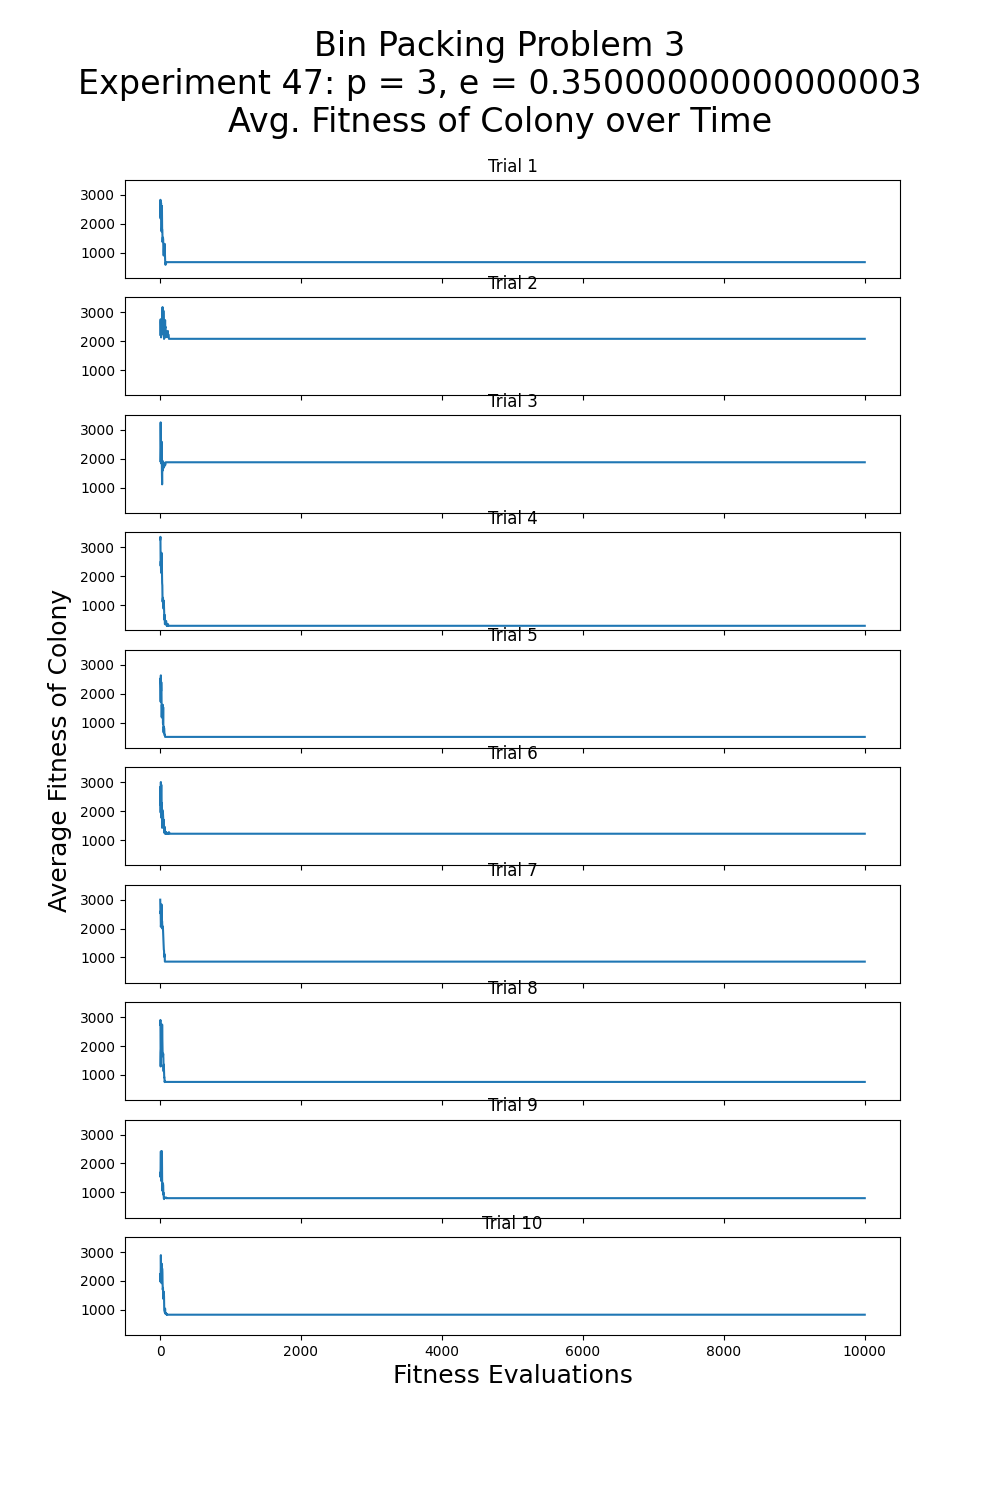 Bin Packing Problem 3
Experiment 47: p = 3, e = 0.35000000000000003
Avg. Fitness of Colony over Time
Trial 1
3000
2000
1000
Trial 2
3000
2000
1000
Trial 3
3000
2000
1000
Trial 4
3000
2000
1000
Trial 5
3000
2000
1000
Trial 6
3000
2000
1000
Trial 7
3000
2000
1000
Trial 8
3000
2000
1000
Trial 9
3000
2000
1000
Trial 10
3000
2000
1000
0 2000 4000 6000 8000 10000
Fitness Evaluations
Average Fitness of Colony